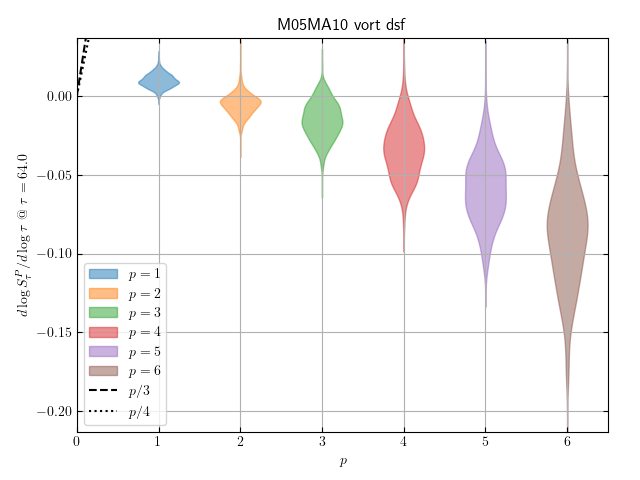 M05MA10 vort dsf
d log S_τ^p / d log τ @ τ = 64.0
0.00
−0.05
−0.10
−0.15
−0.20
p = 1
p = 2
p = 3
p = 4
p = 5
p = 6
p/3
p/4
0 1 2 3 4 5 6
p